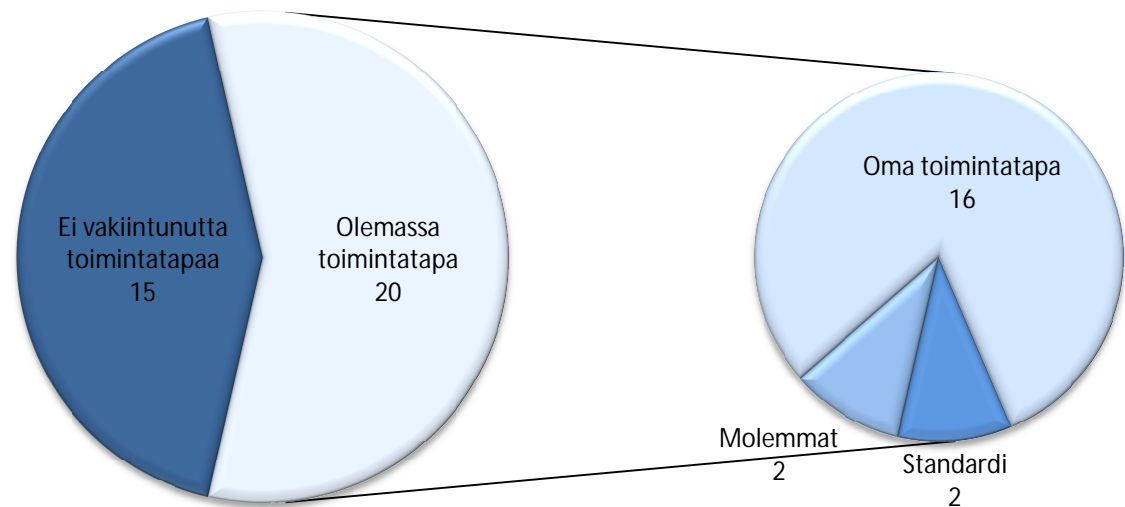 Ei vakiintunutta
toimintatapaa
15
Olemassa
toimintatapa
20
Oma toimintatapa
16
Molemmat
2
Standardi
2